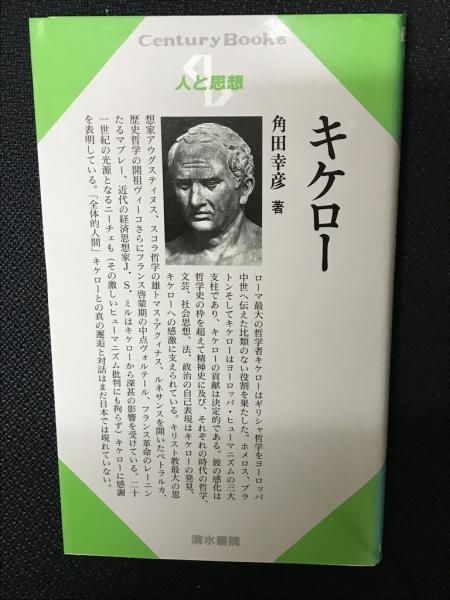 Century Books
人と思想
キケロー
角田幸彦 著
ローマ最大の哲学者キケローはギリシャ哲学をヨーロッパ
中世へ伝えた比類のない役割を果たした。ホメロス、プラ
トンそしてキケローはヨーロッパ・ヒューマニズムの三大
支柱であり、キケローの貢献は決定的である。彼の感化は
哲学史の枠を超えて精神史に及び、それぞれの時代の哲学、
文芸、社会思想、法、政治の自己表現はキケローの発見、
キケローへの感激に支えられている。キリスト教最大の思
想家アウグスティヌス、スコラ哲学の雄トマス・アクィナス、ルネサンスを開いたペトラルカ、
歴史哲学の開祖ヴィーコさらにフランス啓蒙期の中点ヴォルテール、フランス革命のレーニン
たるマブレー、近代の経済思想家J・S・ミルはキケローから深甚の影響を受けている。二十
一世紀の光源となるニーチェも（その激しいヒューマニズム批判にも拘らず）キケローに感謝
を表明している。「全体的人間」キケローとの真の邂逅と対話はまだ日本では現れていない。
清水書院